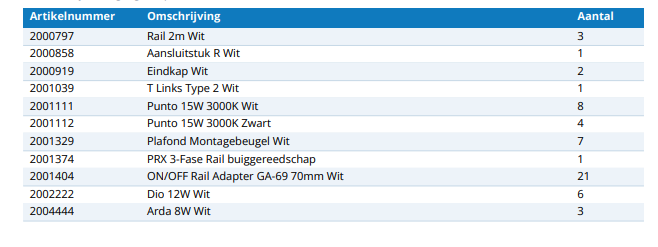 Artikelnummer Omschrijving Aantal
2000797 Rail 2m Wit 3
2000858 Aansluitstuk R Wit 1
2000919 Eindkap Wit 2
2001039 T Links Type 2 Wit 1
2001111 Punto 15W 3000K Wit 8
2001112 Punto 15W 3000K Zwart 4
2001329 Plafond Montagebeugel Wit 7
2001374 PRX 3-Fase Rail buiggereedschap 1
2001404 ON/OFF Rail Adapter GA-69 70mm Wit 21
2002222 Dio 12W Wit 6
2004444 Arda 8W Wit 3